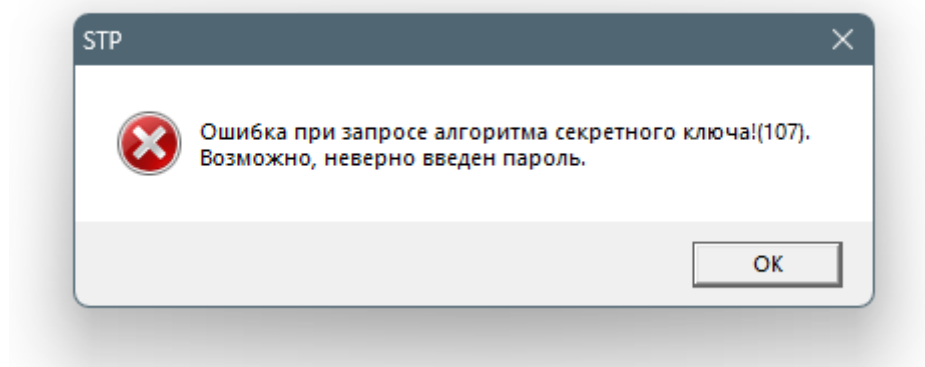 STP
Ошибка при запросе алгоритма секретного ключа!(107).
Возможно, неверно введен пароль.
OK